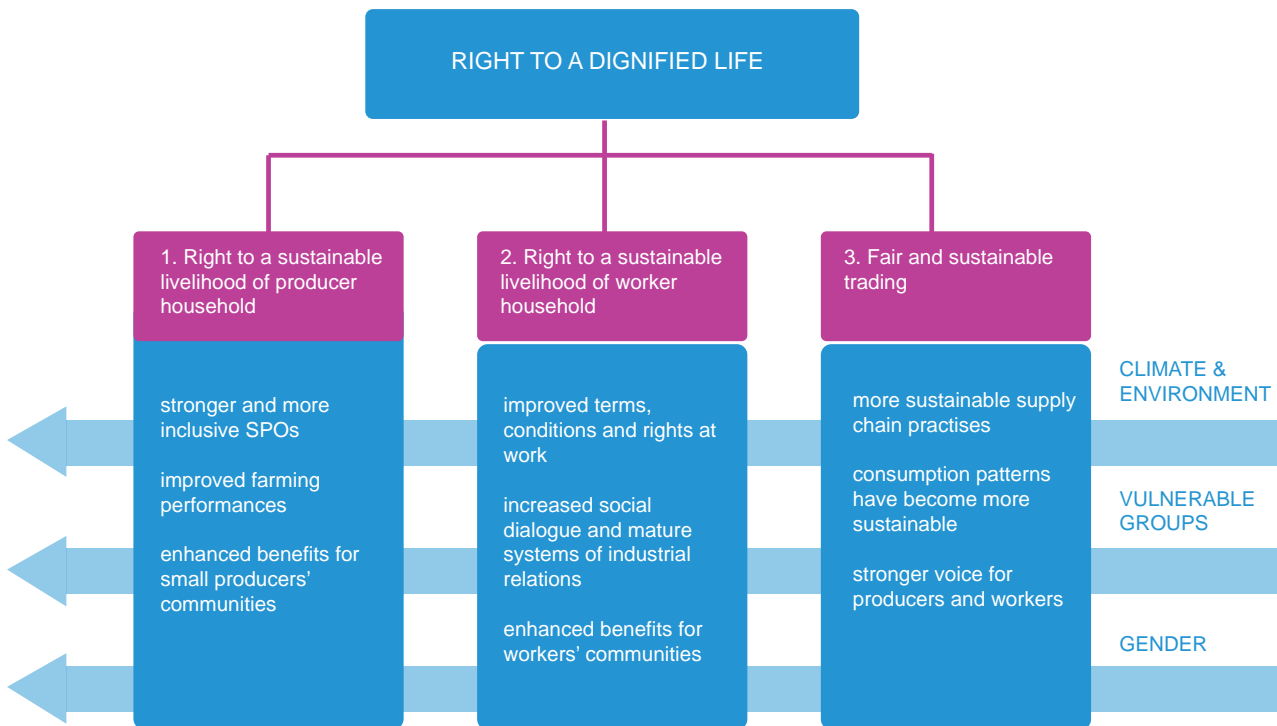 RIGHT TO A DIGNIFIED LIFE
1. Right to a sustainable
livelihood of producer
household
2. Right to a sustainable
livelihood of worker
household
3. Fair and sustainable
trading
stronger and more
inclusive SPOs
improved farming
performances
enhanced benefits for
small producers’
communities
improved terms,
conditions and rights at
work
increased social
dialogue and mature
systems of industrial
relations
enhanced benefits for
workers’ communities
more sustainable supply
chain practises
consumption patterns
have become more
sustainable
stronger voice for
producers and workers
CLIMATE &
ENVIRONMENT
VULNERABLE
GROUPS
GENDER